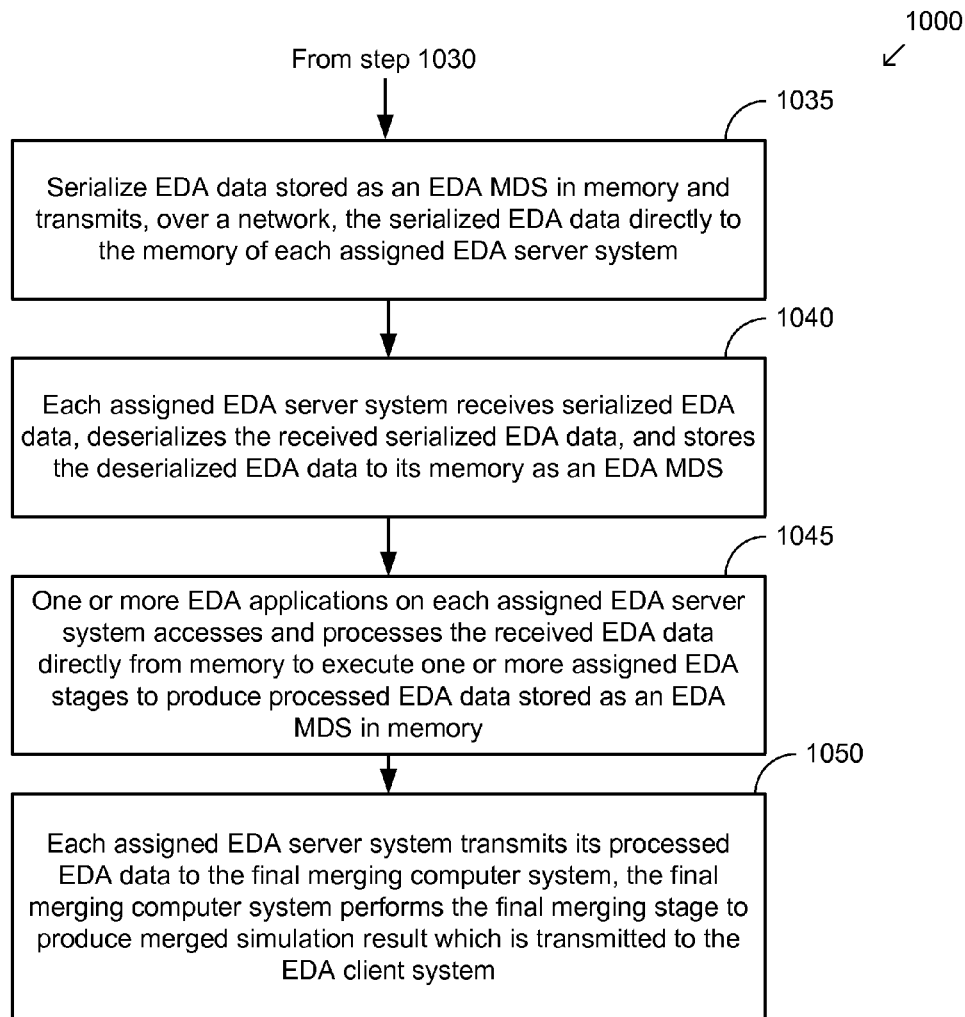 1000
From step 1030
1035
Serialize EDA data stored as an EDA MDS in memory and
transmits, over a network, the serialized EDA data directly to
the memory of each assigned EDA server system
1040
Each assigned EDA server system receives serialized EDA
data, deserializes the received serialized EDA data, and stores
the deserialized EDA data to its memory as an EDA MDS
1045
One or more EDA applications on each assigned EDA server
system accesses and processes the received EDA data
directly from memory to execute one or more assigned EDA
stages to produce processed EDA data stored as an EDA
MDS in memory
1050
Each assigned EDA server system transmits its processed
EDA data to the final merging computer system, the final
merging computer system performs the final merging stage to
produce merged simulation result which is transmitted to the
EDA client system